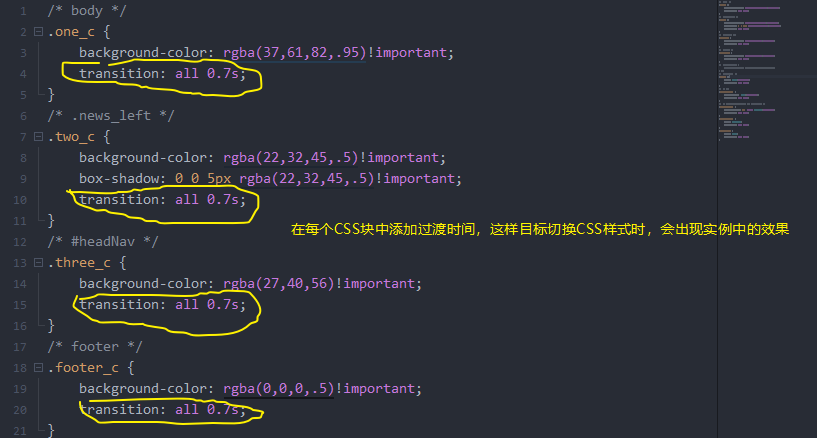 1 /* body */
2 .one_c {
3 background-color: rgba(37,61,82,.95)!important;
4 transition: all 0.7s;
5 }
6 /* .news_left */
7 .two_c {
8 background-color: rgba(22,32,45,.5)!important;
9 box-shadow: 0 0 5px rgba(22,32,45,.5)!important;
10 transition: all 0.7s;
11 }
在每个CSS块中添加过渡时间，这样目标切换CSS样式时，会出现实例中的效果
12 /* #headNav */
13 .three_c {
14 background-color: rgb(27,40,56)!important;
15 transition: all 0.7s;
16 }
17 /* footer */
18 .footer_c {
19 background-color: rgba(0,0,0,.5)!important;
20 transition: all 0.7s;
21 }